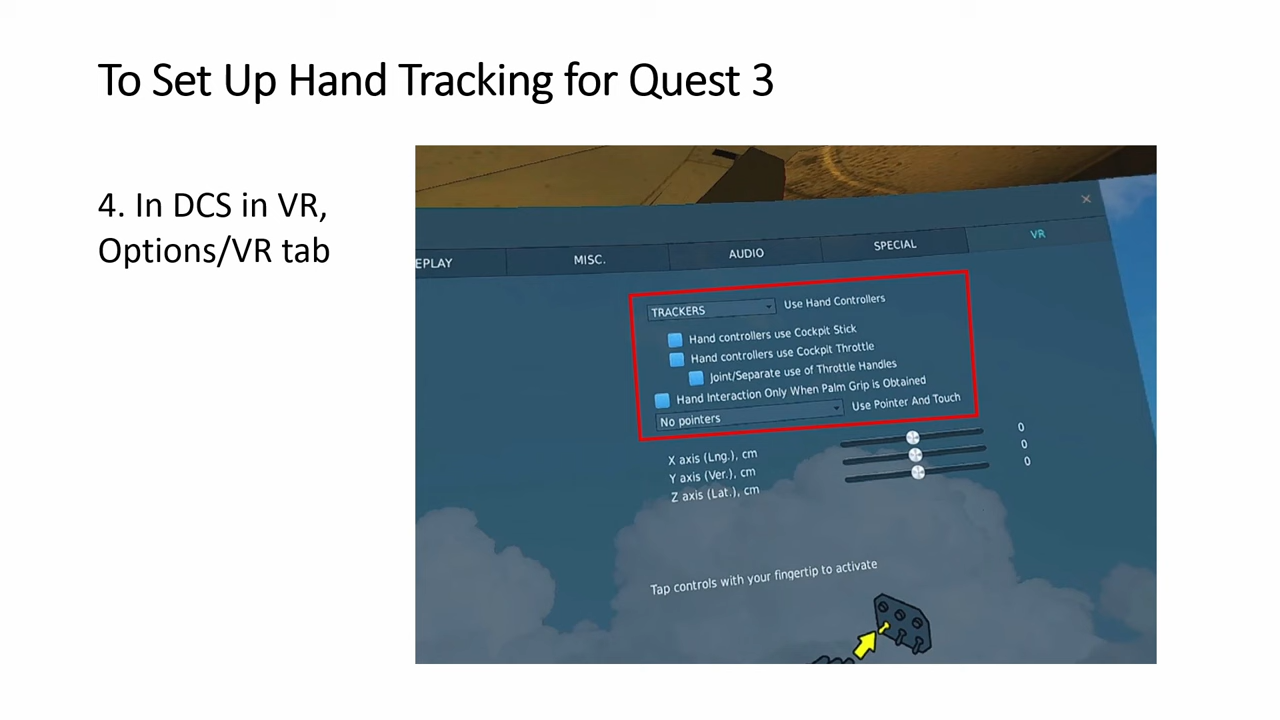 To Set Up Hand Tracking for Quest 3
4. In DCS in VR,
Options/VR tab
EPLAY
MISC.
AUDIO
SPECIAL
VR
TRACKERS
Use Hand Controllers
Hand controllers use Cockpit Stick
Hand controllers use Cockpit Throttle
Joint/Separate use of Throttle Handles
Hand Interaction Only When Palm Grip is Obtained
No pointers
Use Pointer And Touch
X axis (Lng.), cm
0
Y axis (Ver.), cm
0
Z axis (Lat.), cm
0
Tap controls with your fingertip to activate